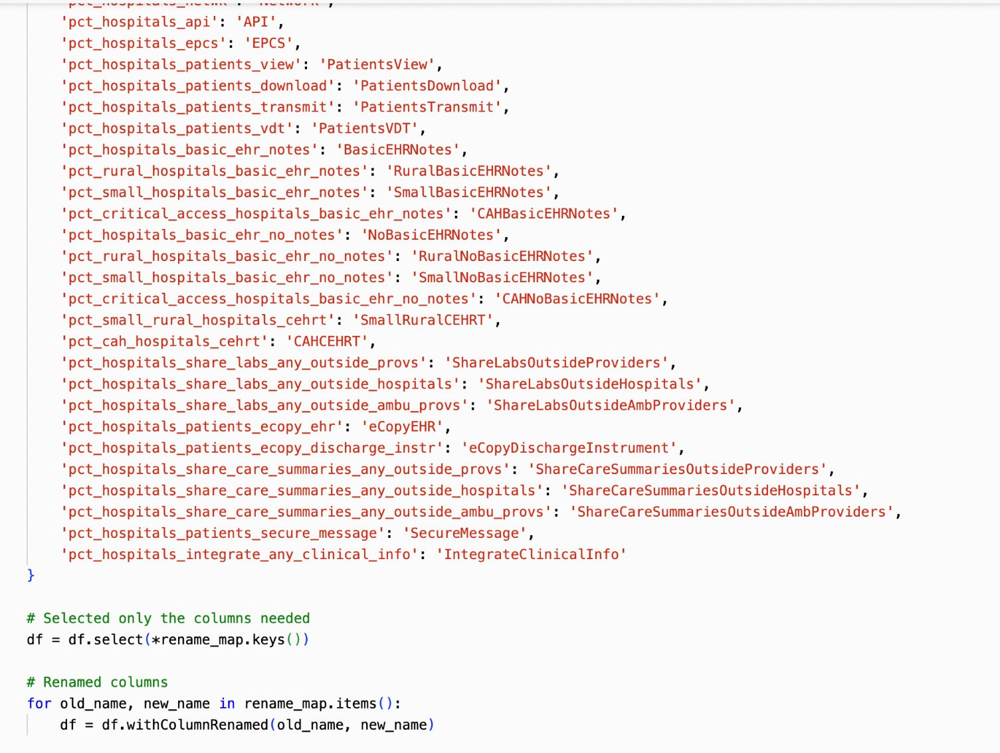 'pct_hospitals_api': 'API',
'pct_hospitals_epcs': 'EPCS',
'pct_hospitals_patients_view': 'PatientsView',
'pct_hospitals_patients_download': 'PatientsDownload',
'pct_hospitals_patients_transmit': 'PatientsTransmit',
'pct_hospitals_patients_vdt': 'PatientsVDT',
'pct_hospitals_basic_ehr_notes': 'BasicEHRNotes',
'pct_rural_hospitals_basic_ehr_notes': 'RuralBasicEHRNotes',
'pct_small_hospitals_basic_ehr_notes': 'SmallBasicEHRNotes',
'pct_critical_access_hospitals_basic_ehr_notes': 'CAHBasicEHRNotes',
'pct_hospitals_basic_ehr_no_notes': 'NoBasicEHRNotes',
'pct_rural_hospitals_basic_ehr_no_notes': 'RuralNoBasicEHRNotes',
'pct_small_hospitals_basic_ehr_no_notes': 'SmallNoBasicEHRNotes',
'pct_critical_access_hospitals_basic_ehr_no_notes': 'CAHNoBasicEHRNotes',
'pct_small_rural_hospitals_cehrt': 'SmallRuralCEHRT',
'pct_cah_hospitals_cehrt': 'CAHCEHRT',
'pct_hospitals_share_labs_any_outside_provs': 'ShareLabsOutsideProviders',
'pct_hospitals_share_labs_any_outside_hospitals': 'ShareLabsOutsideHospitals',
'pct_hospitals_share_labs_any_outside_ambu_provs': 'ShareLabsOutsideAmbProviders',
'pct_hospitals_patients_ecopy_ehr': 'eCopyEHR',
'pct_hospitals_patients_ecopy_discharge_instr': 'eCopyDischargeInstrument',
'pct_hospitals_share_care_summaries_any_outside_provs': 'ShareCareSummariesOutsideProviders',
'pct_hospitals_share_care_summaries_any_outside_hospitals': 'ShareCareSummariesOutsideHospitals',
'pct_hospitals_share_care_summaries_any_outside_ambu_provs': 'ShareCareSummariesOutsideAmbProviders',
'pct_hospitals_patients_secure_message': 'SecureMessage',
'pct_hospitals_integrate_any_clinical_info': 'IntegrateClinicalInfo'
}
# Selected only the columns needed
df = df.select(*rename_map.keys())
# Renamed columns
for old_name, new_name in rename_map.items():
df = df.withColumnRenamed(old_name, new_name)